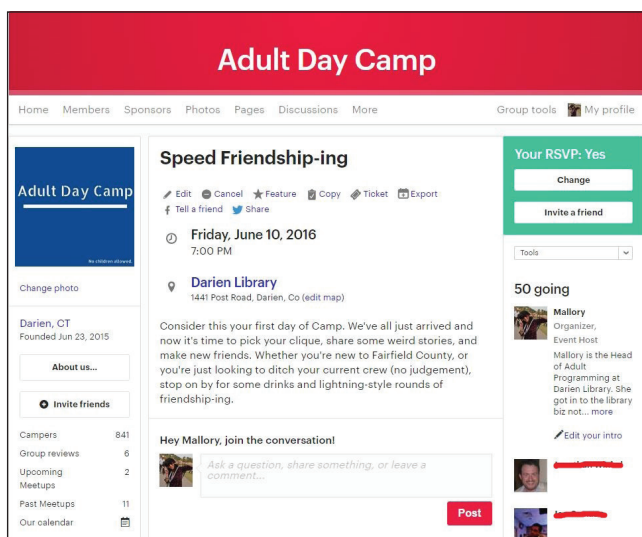 Adult Day Camp
Home Members Sponsors Photos Pages Discussions More Group tools My profile
Adult Day Camp
No children allowed.
Change photo
Darien, CT
Founded Jun 23, 2015
About us...
Invite friends
Campers 841
Group reviews 6
Upcoming Meetups 2
Past Meetups 11
Our calendar
Speed Friendship-ing
Edit Cancel Feature Copy Ticket Export
Tell a friend Share
Friday, June 10, 2016
7:00 PM
Darien Library
1441 Post Road, Darien, Co (edit map)
Consider this your first day of Camp. We've all just arrived and
now it's time to pick your clique, share some weird stories, and
make new friends. Whether you're new to Fairfield County, or
you're just looking to ditch your current crew (no judgement),
stop on by for some drinks and lightning-style rounds of
friendship-ing.
Hey Mallory, join the conversation!
Ask a question, share something, or leave a
comment...
Post
Your RSVP: Yes
Change
Invite a friend
Tools
50 going
Mallory
Organizer,
Event Host
Mallory is the Head
of Adult
Programming at
Darien Library. She
got in to the library
biz not... more
Edit your intro